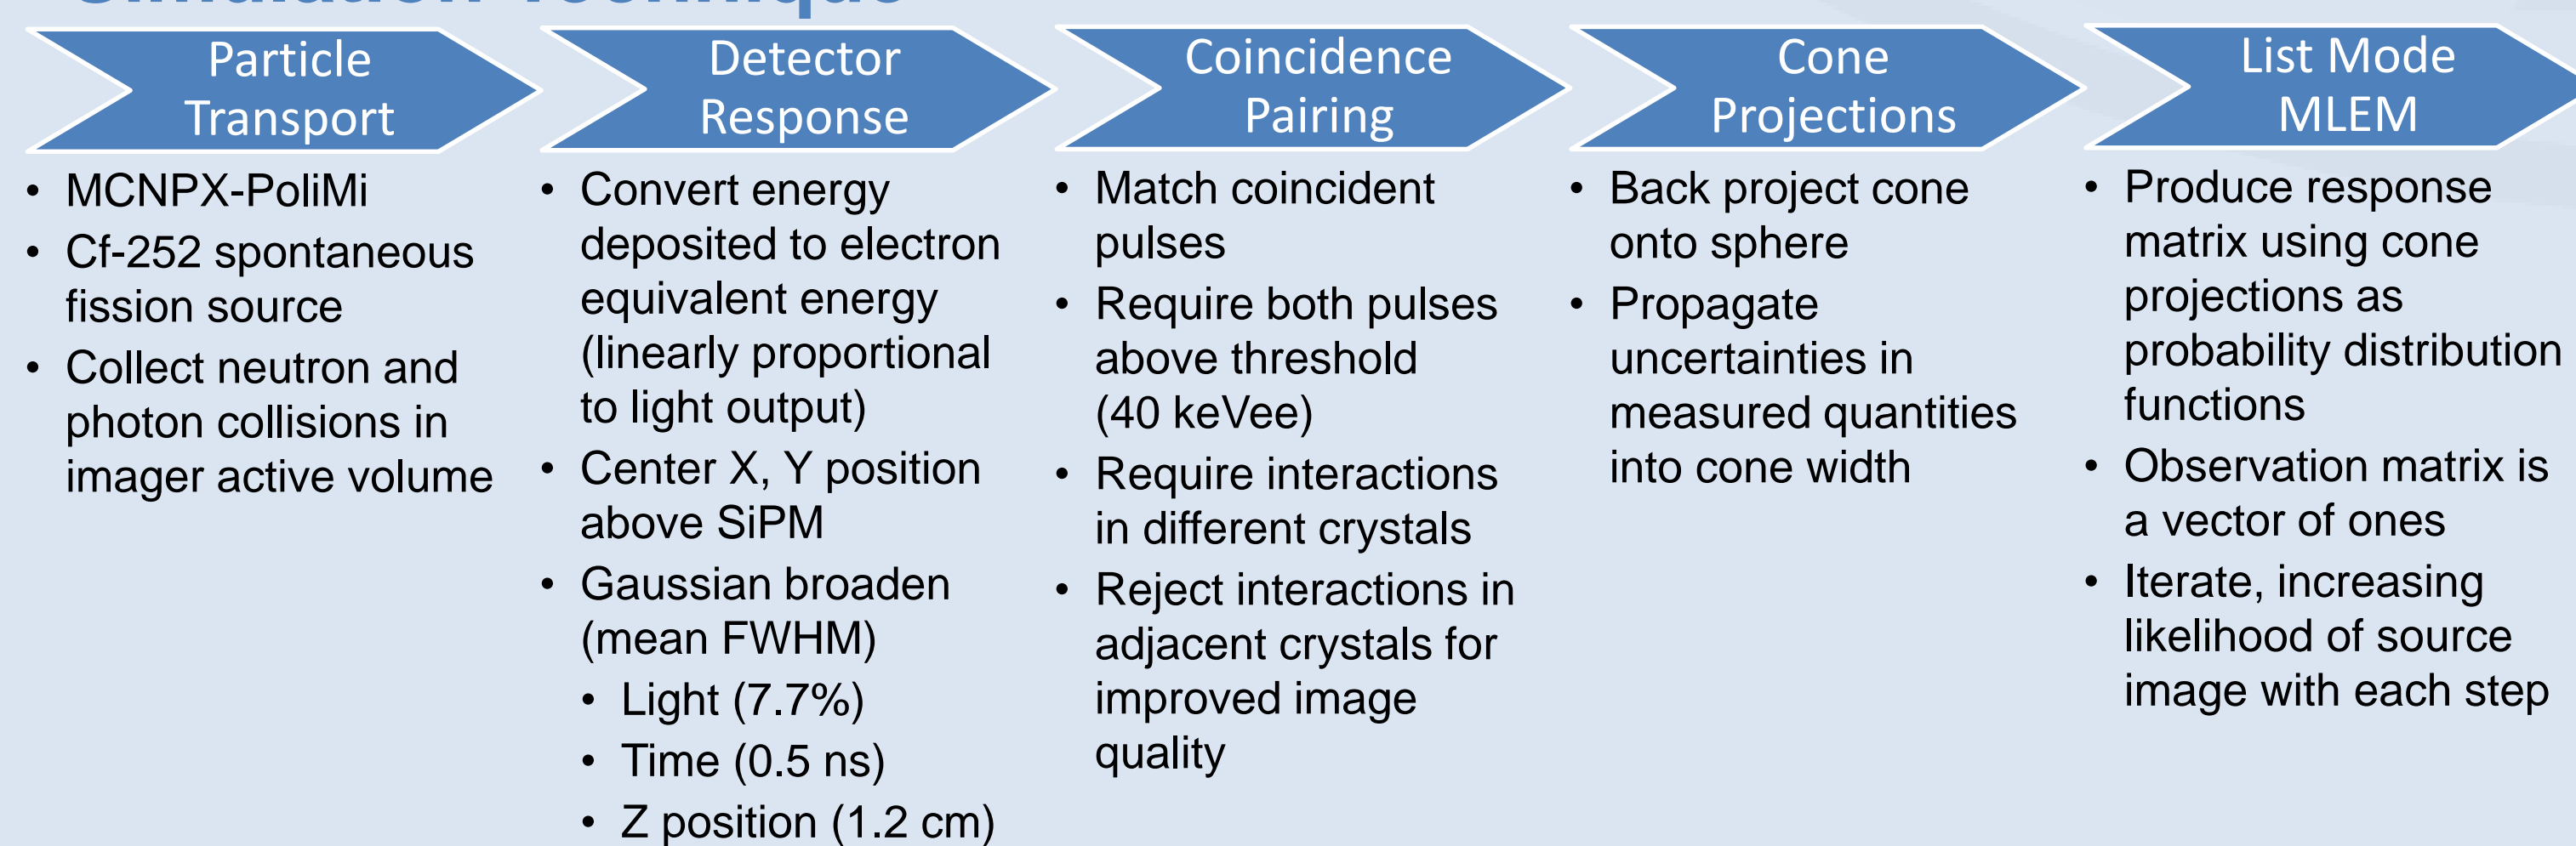 Simulation Technique
Particle
Transport
• MCNPX-PoliMi
• Cf-252 spontaneous
fission source
• Collect neutron and
photon collisions in
imager active volume
Detector
Response
• Convert energy
deposited to electron
equivalent energy
(linearly proportional
to light output)
• Center X, Y position
above SiPM
• Gaussian broaden
(mean FWHM)
• Light (7.7%)
• Time (0.5 ns)
• Z position (1.2 cm)
Coincidence
Pairing
• Match coincident
pulses
• Require both pulses
above threshold
(40 keVee)
• Require interactions
in different crystals
• Reject interactions in
adjacent crystals for
improved image
quality
Cone
Projections
• Back project cone
onto sphere
• Propagate
uncertainties in
measured quantities
into cone width
List Mode
MLEM
• Produce response
matrix using cone
projections as
probability distribution
functions
• Observation matrix is
a vector of ones
• Iterate, increasing
likelihood of source
image with each step